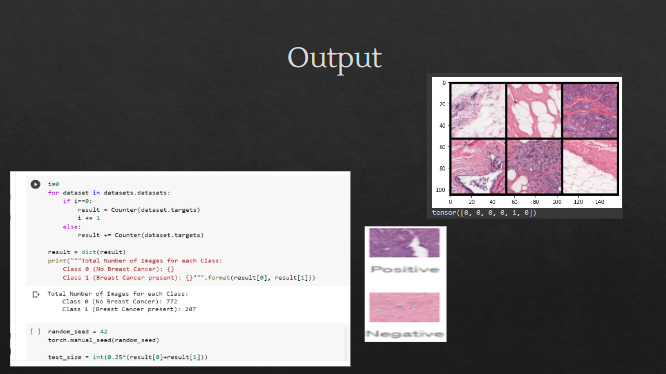 Output
i=0
for dataset in datasets.datasets:
    if i==0:
        result = Counter(dataset.targets)
        i += 1
    else:
        result += Counter(dataset.targets)
result = dict(result)
print("""Total Number of Images for each Class:
    Class 0 (No Breast Cancer): {}
    Class 1 (Breast Cancer present): {}""".format(result[0], result[1]))
Total Number of Images for each Class:
    Class 0 (No Breast Cancer): 772
    Class 1 (Breast Cancer present): 207
[ ] random_seed = 42
torch.manual_seed(random_seed)
test_size = int(0.25*(result[0]+result[1]))
0
20
40
60
80
100
0 20 40 60 80 100 120 140
tensor([0, 0, 0, 0, 1, 0])
Positive
Negative